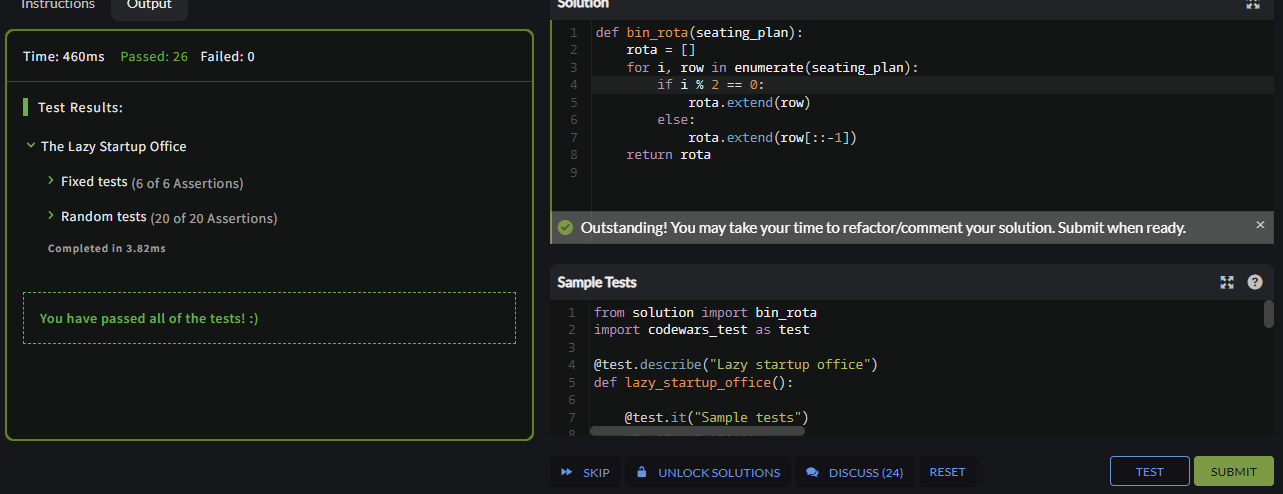 Instructions
Output
Time: 460ms Passed: 26 Failed: 0
Test Results:
The Lazy Startup Office
Fixed tests (6 of 6 Assertions)
Random tests (20 of 20 Assertions)
Completed in 3.82ms
You have passed all of the tests! :)
Solution
1 def bin_rota(seating_plan):
2     rota = []
3     for i, row in enumerate(seating_plan):
4         if i % 2 == 0:
5             rota.extend(row)
6         else:
7             rota.extend(row[::-1])
8     return rota
9
Outstanding! You may take your time to refactor/comment your solution. Submit when ready. ×
Sample Tests
?
1 from solution import bin_rota
2 import codewars_test as test
3
4 @test.describe("Lazy startup office")
5 def lazy_startup_office():
6
7     @test.it("Sample tests")
8
SKIP
UNLOCK SOLUTIONS
DISCUSS (24)
RESET
TEST
SUBMIT